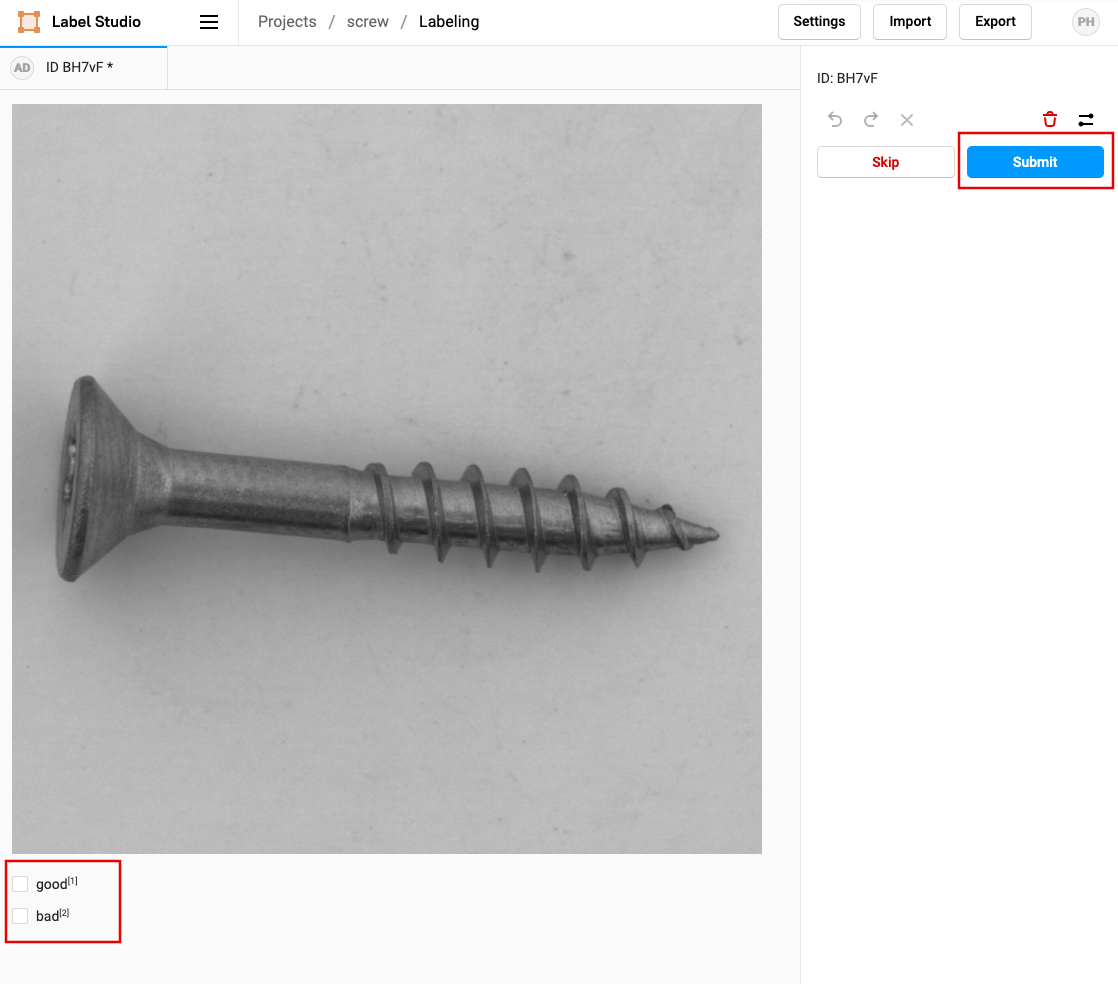 Label Studio
Projects / screw / Labeling
Settings
Import
Export
PH
AD
ID BH7vF *
ID: BH7vF
Skip
Submit
good[1]
bad[2]